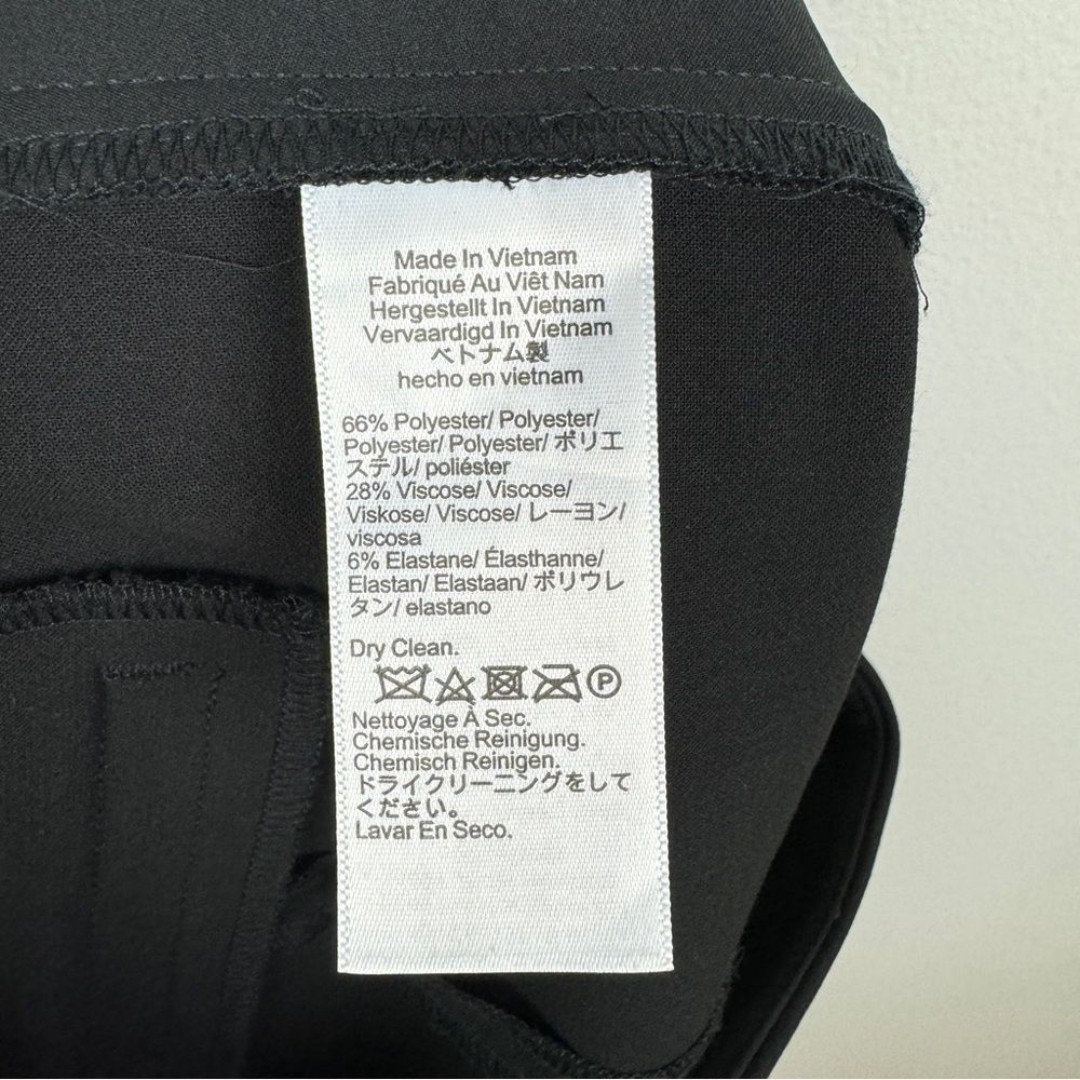 Made In Vietnam
Fabriqué Au Viêt Nam
Hergestellt In Vietnam
Vervaardigd In Vietnam
ベトナム製
hecho en vietnam
66% Polyester/ Polyester/
Polyester/ Polyester/ ポリエ
ステル/ poliéster
28% Viscose/ Viscose/
Viskose/ Viscose/ レーヨン/
viscosa
6% Elastane/ Élasthanne/
Elastan/ Elastaan/ ポリウレ
タン/ elastano
Dry Clean.
P
Nettoyage À Sec.
Chemische Reinigung.
Chemisch Reinigen.
ドライクリーニングをして
ください。
Lavar En Seco.